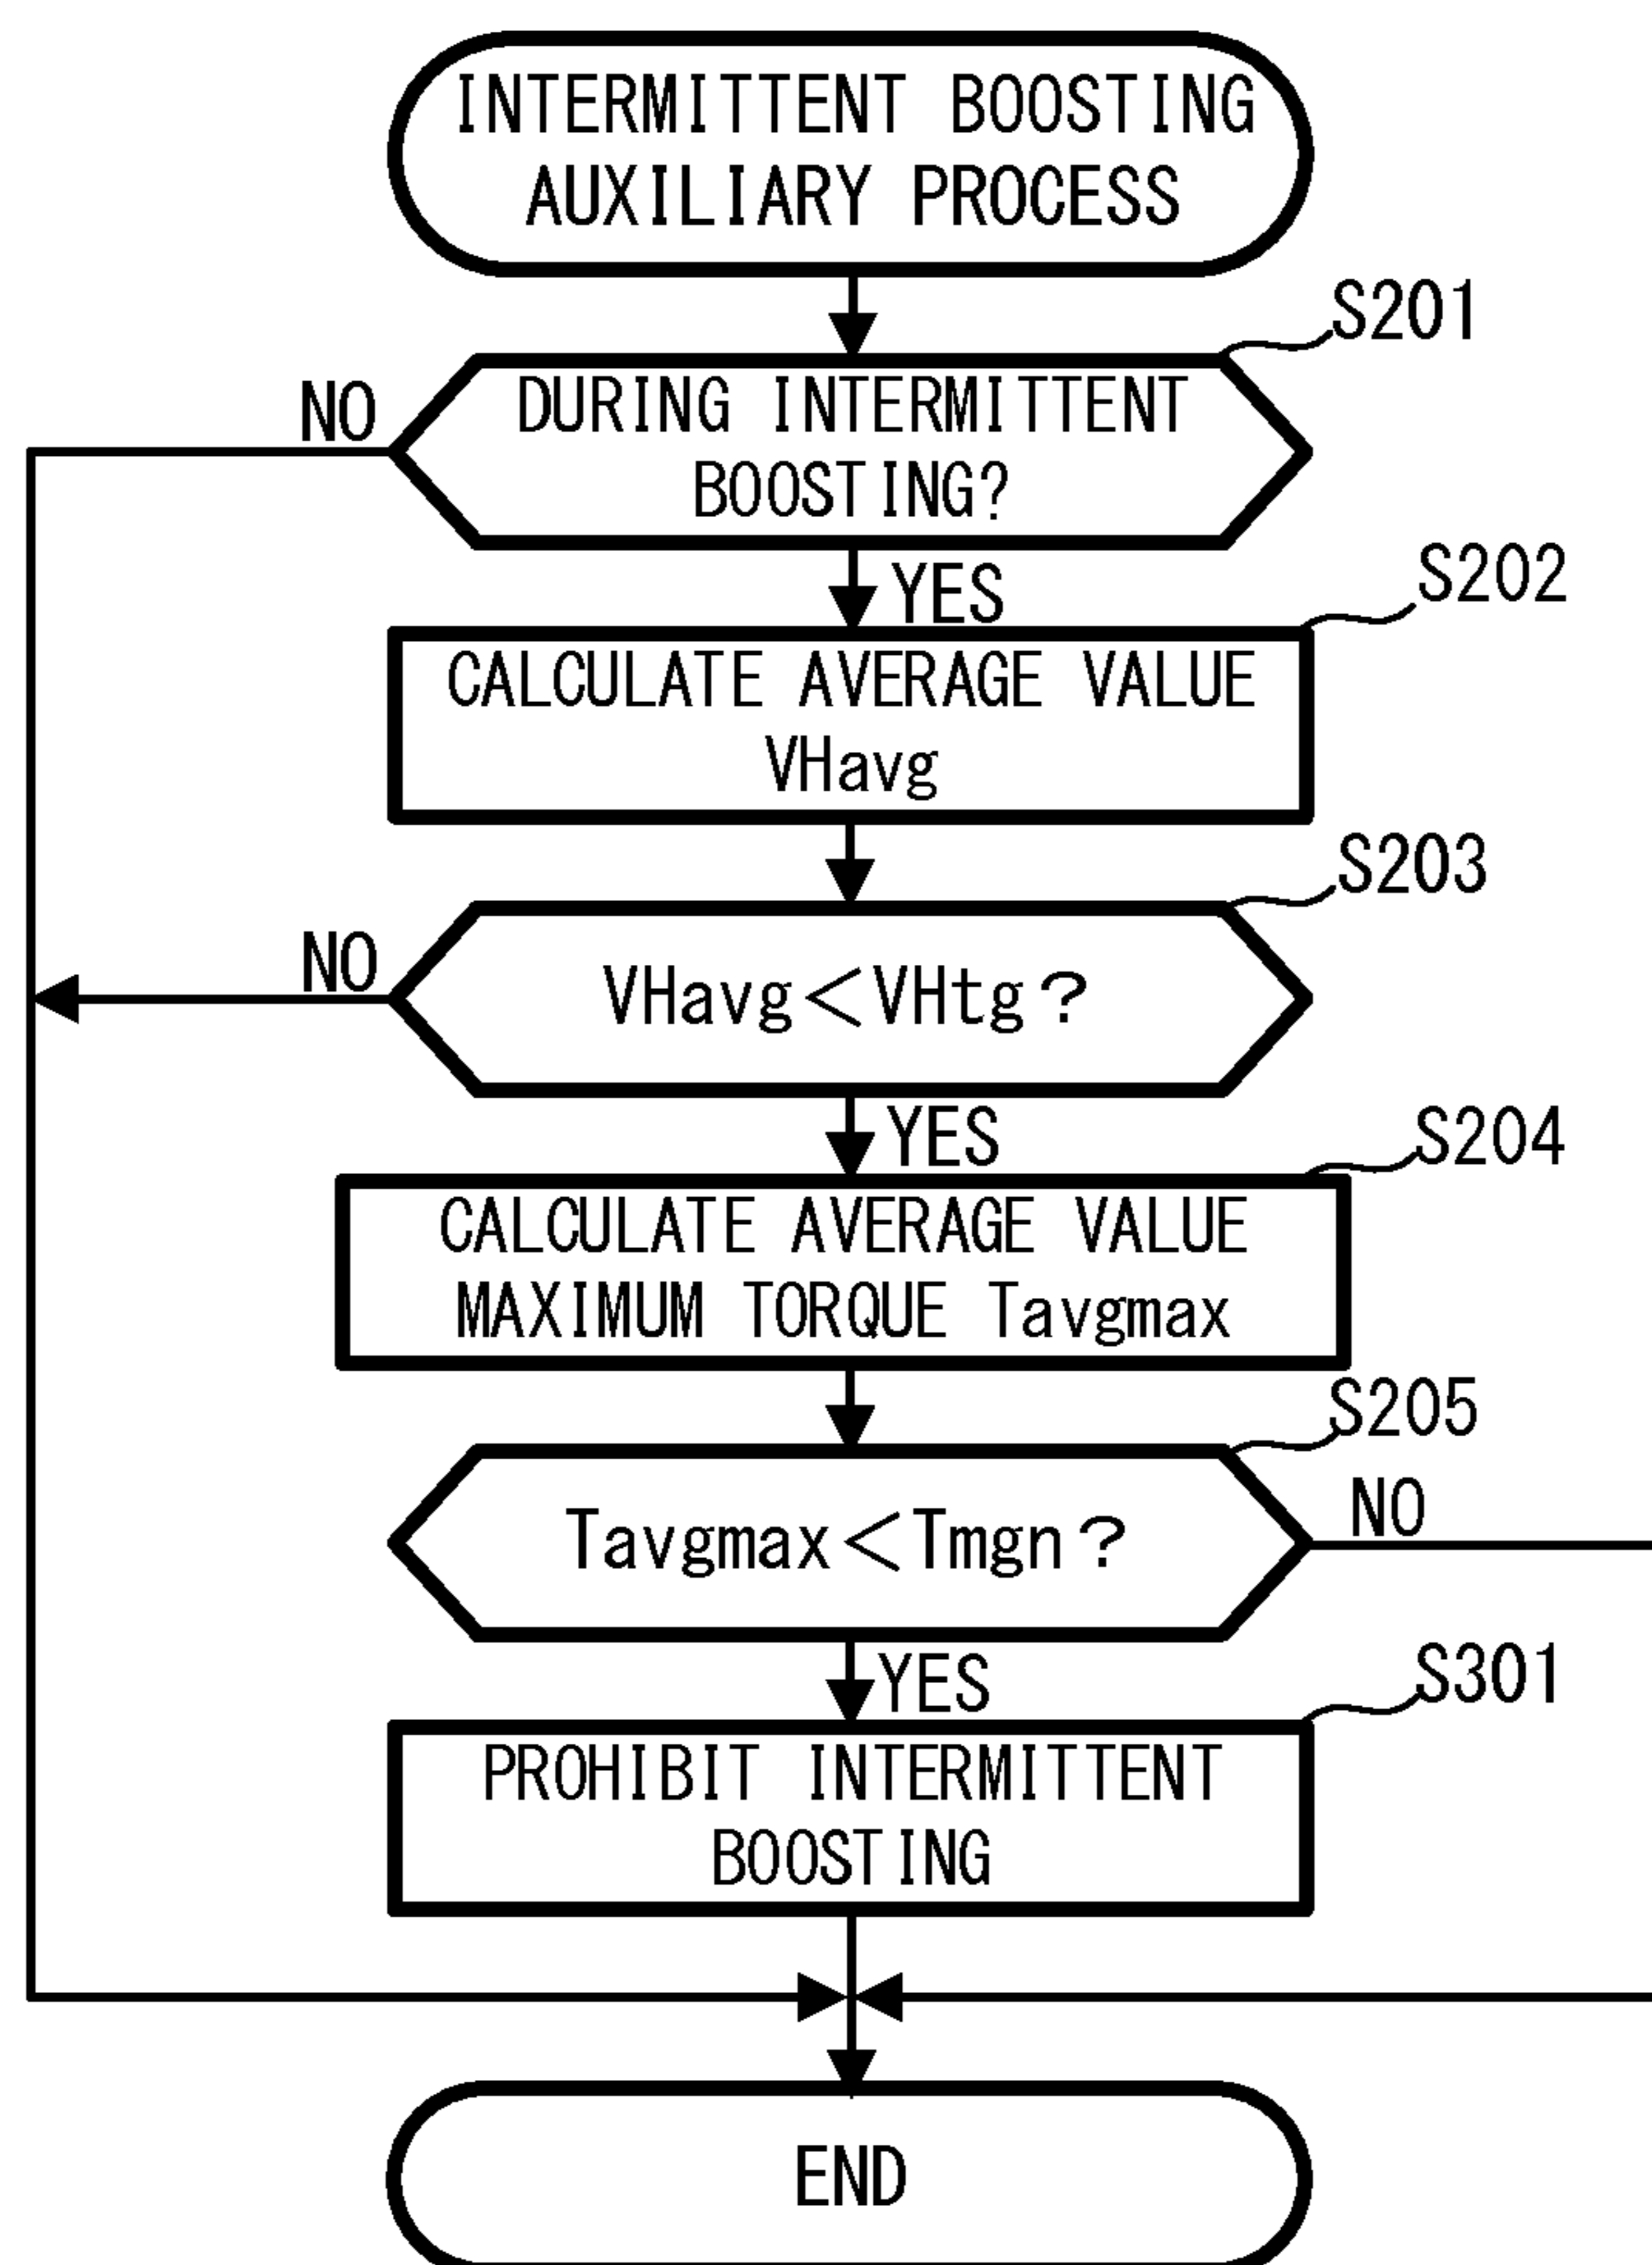 INTERMITTENT BOOSTING
AUXILIARY PROCESS
S201
NO
DURING INTERMITTENT
BOOSTING?
YES
S202
CALCULATE AVERAGE VALUE
VHavg
S203
NO
VHavg<VHtg?
YES
S204
CALCULATE AVERAGE VALUE
MAXIMUM TORQUE Tavgmax
S205
Tavgmax<Tmgn?
NO
YES
S301
PROHIBIT INTERMITTENT
BOOSTING
END